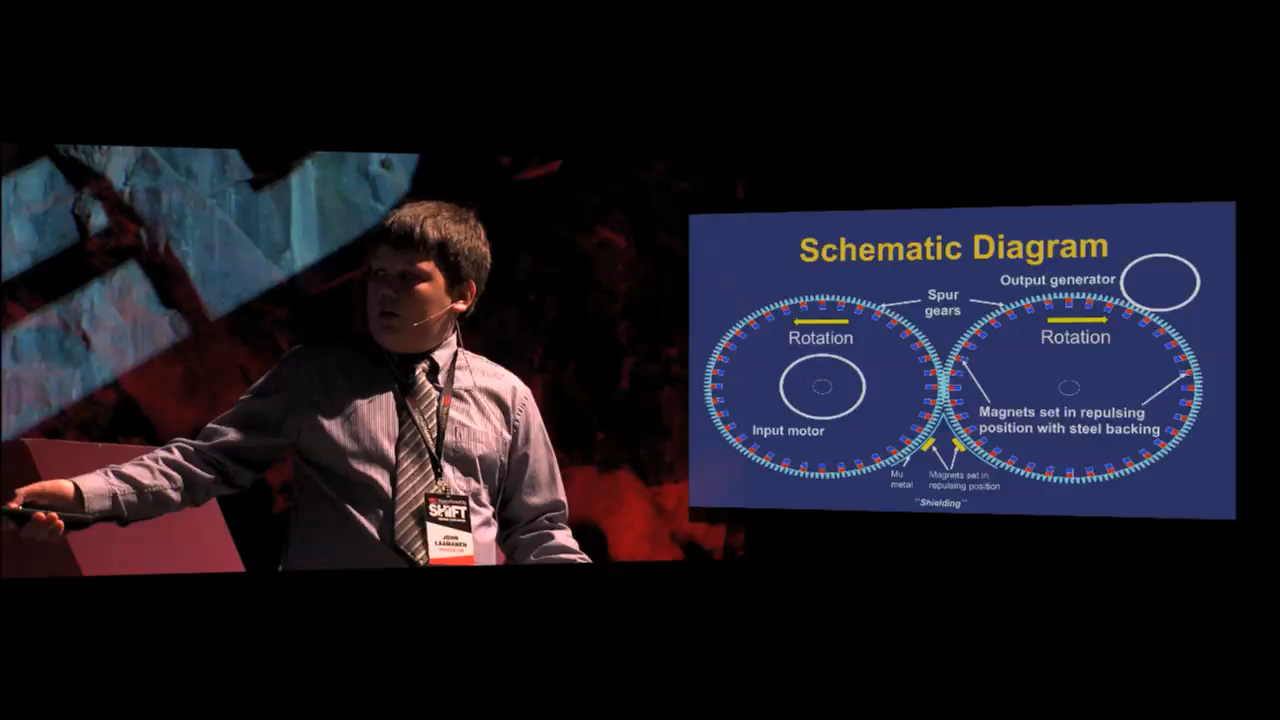 SHIFT
JOHN
LAAMANEN
Schematic Diagram
Output generator
Spur
gears
Rotation
Rotation
Input motor
Magnets set in repulsing
position with steel backing
Mu
metal
Magnets set in
repulsing position
"Shielding"